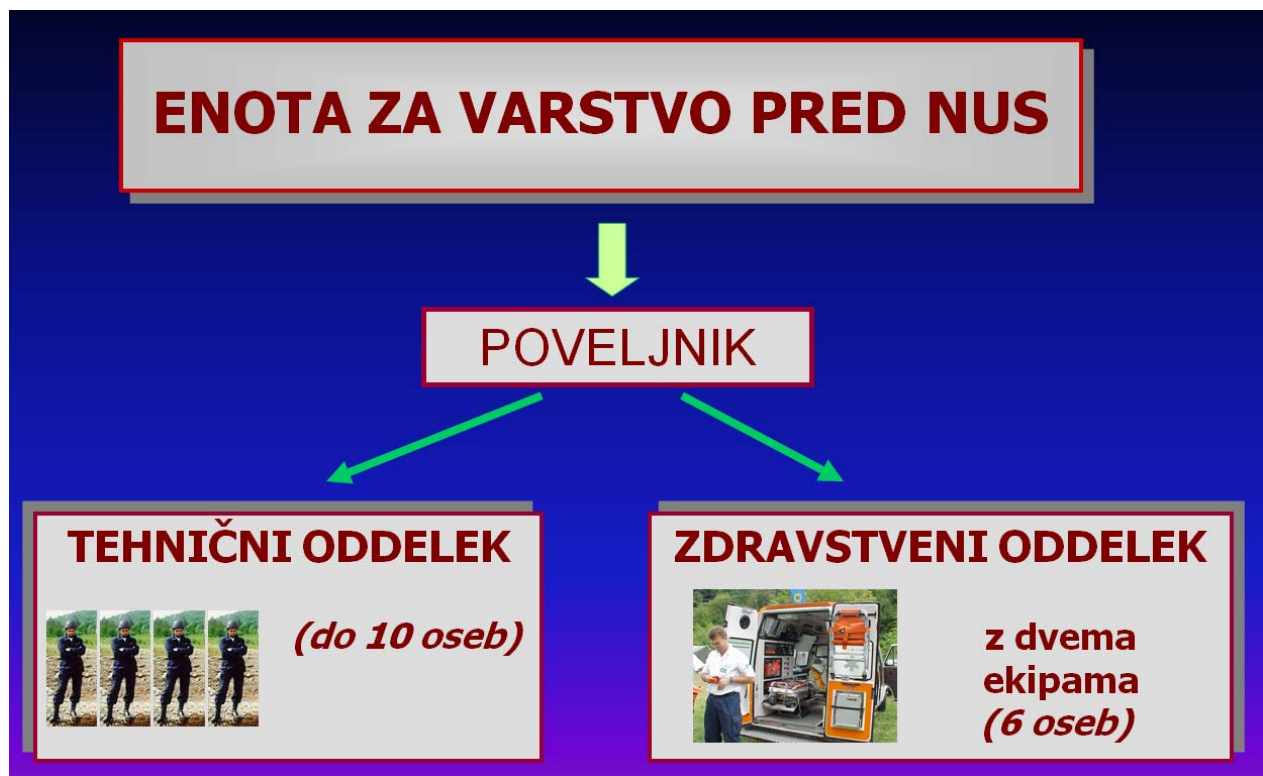 ENOTA ZA VARSTVO PRED NUS
POVELJNIK
TEHNIČNI ODDELEK
(do 10 oseb)
ZDRAVSTVENI ODDELEK
z dvema
ekipama
(6 oseb)